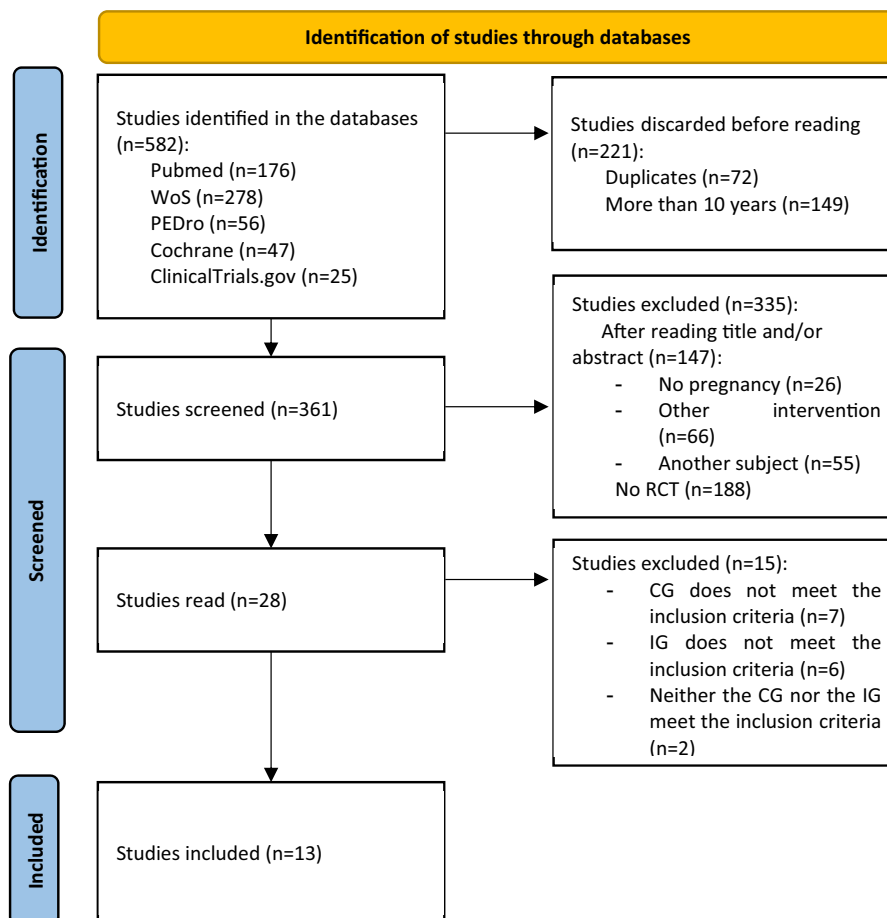 Identification of studies through databases
Identification
Studies identified in the databases
(n=582):
Pubmed (n=176)
WoS (n=278)
PEDro (n=56)
Cochrane (n=47)
ClinicalTrials.gov (n=25)
Studies discarded before reading
(n=221):
Duplicates (n=72)
More than 10 years (n=149)
Screened
Studies screened (n=361)
Studies excluded (n=335):
After reading title and/or
abstract (n=147):
- No pregnancy (n=26)
- Other intervention
(n=66)
- Another subject (n=55)
No RCT (n=188)
Studies read (n=28)
Studies excluded (n=15):
- CG does not meet the
inclusion criteria (n=7)
- IG does not meet the
inclusion criteria (n=6)
- Neither the CG nor the IG
meet the inclusion criteria
(n=2)
Included
Studies included (n=13)